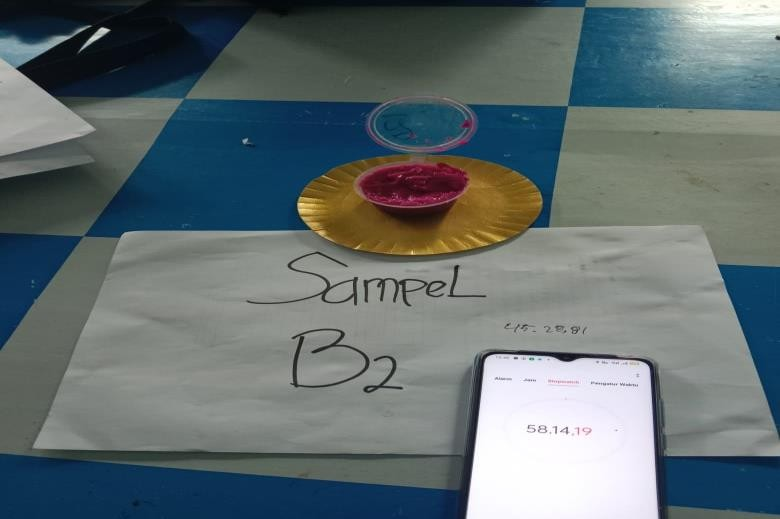 SampeL
B2
45.28,81
Alarm Jam Stopwatch Pengatur Waktu
58.14,19